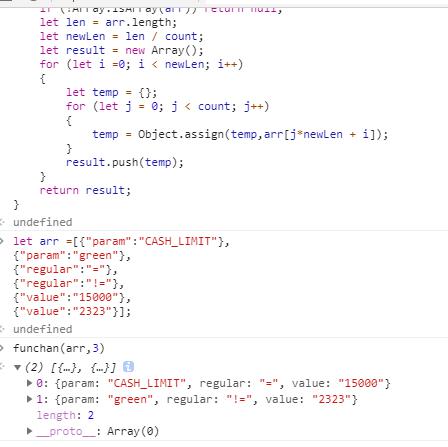 if (!Array.isArray(arr)) return null;
let len = arr.length;
let newLen = len / count;
let result = new Array();
for (let i =0; i < newLen; i++)
{
let temp = {};
for (let j = 0; j < count; j++)
{
temp = Object.assign(temp,arr[j*newLen + i]);
}
result.push(temp);
}
return result;
}
undefined
let arr =[{"param":"CASH_LIMIT"},
{"param":"green"},
{"regular":"="},
{"regular":"!="},
{"value":"15000"},
{"value":"2323"}];
undefined
funchan(arr,3)
(2) [{…}, {…}]
0: {param: "CASH_LIMIT", regular: "=", value: "15000"}
1: {param: "green", regular: "!=", value: "2323"}
length: 2
__proto__: Array(0)